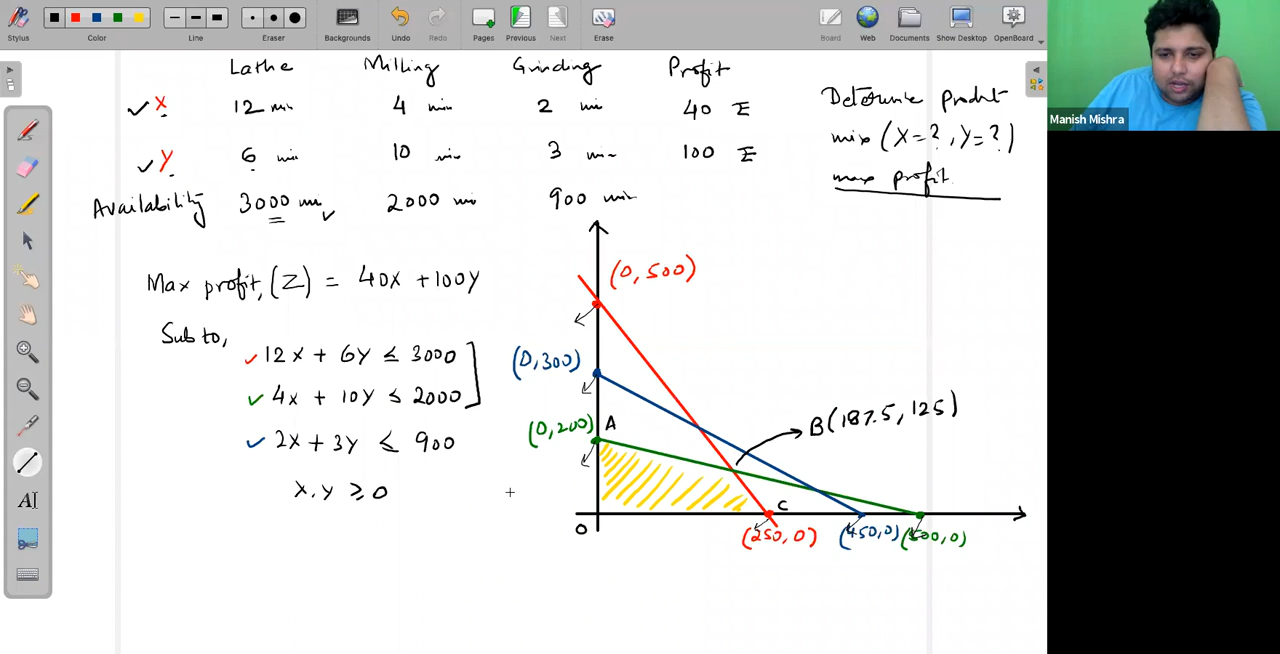 Color
Line
Eraser
Backgrounds
Undo
Redo
Pages
Previous
Next
Erase
Board
Web
Documents
Show Desktop
OpenBoard
Stylus
Manish Mishra
Lathe Milling Grinding Profit
✓ X 12 min 4 min 2 min 40
✓ Y 6 min 10 min 3 min 100
Availability 3000 min ✓ 2000 min 900 min
Determine product
mix (X=?, Y=?)
max profit.
Max profit, (Z) = 40X + 100Y
Sub to,
✓ 12X + 6Y ≤ 3000
✓ 4X + 10Y ≤ 2000
✓ 2X + 3Y ≤ 900
X, Y ≥ 0
(0,500)
(0,300)
(0,200) A
B(187.5, 125)
C
O
(250,0) (450,0) (500,0)
AI